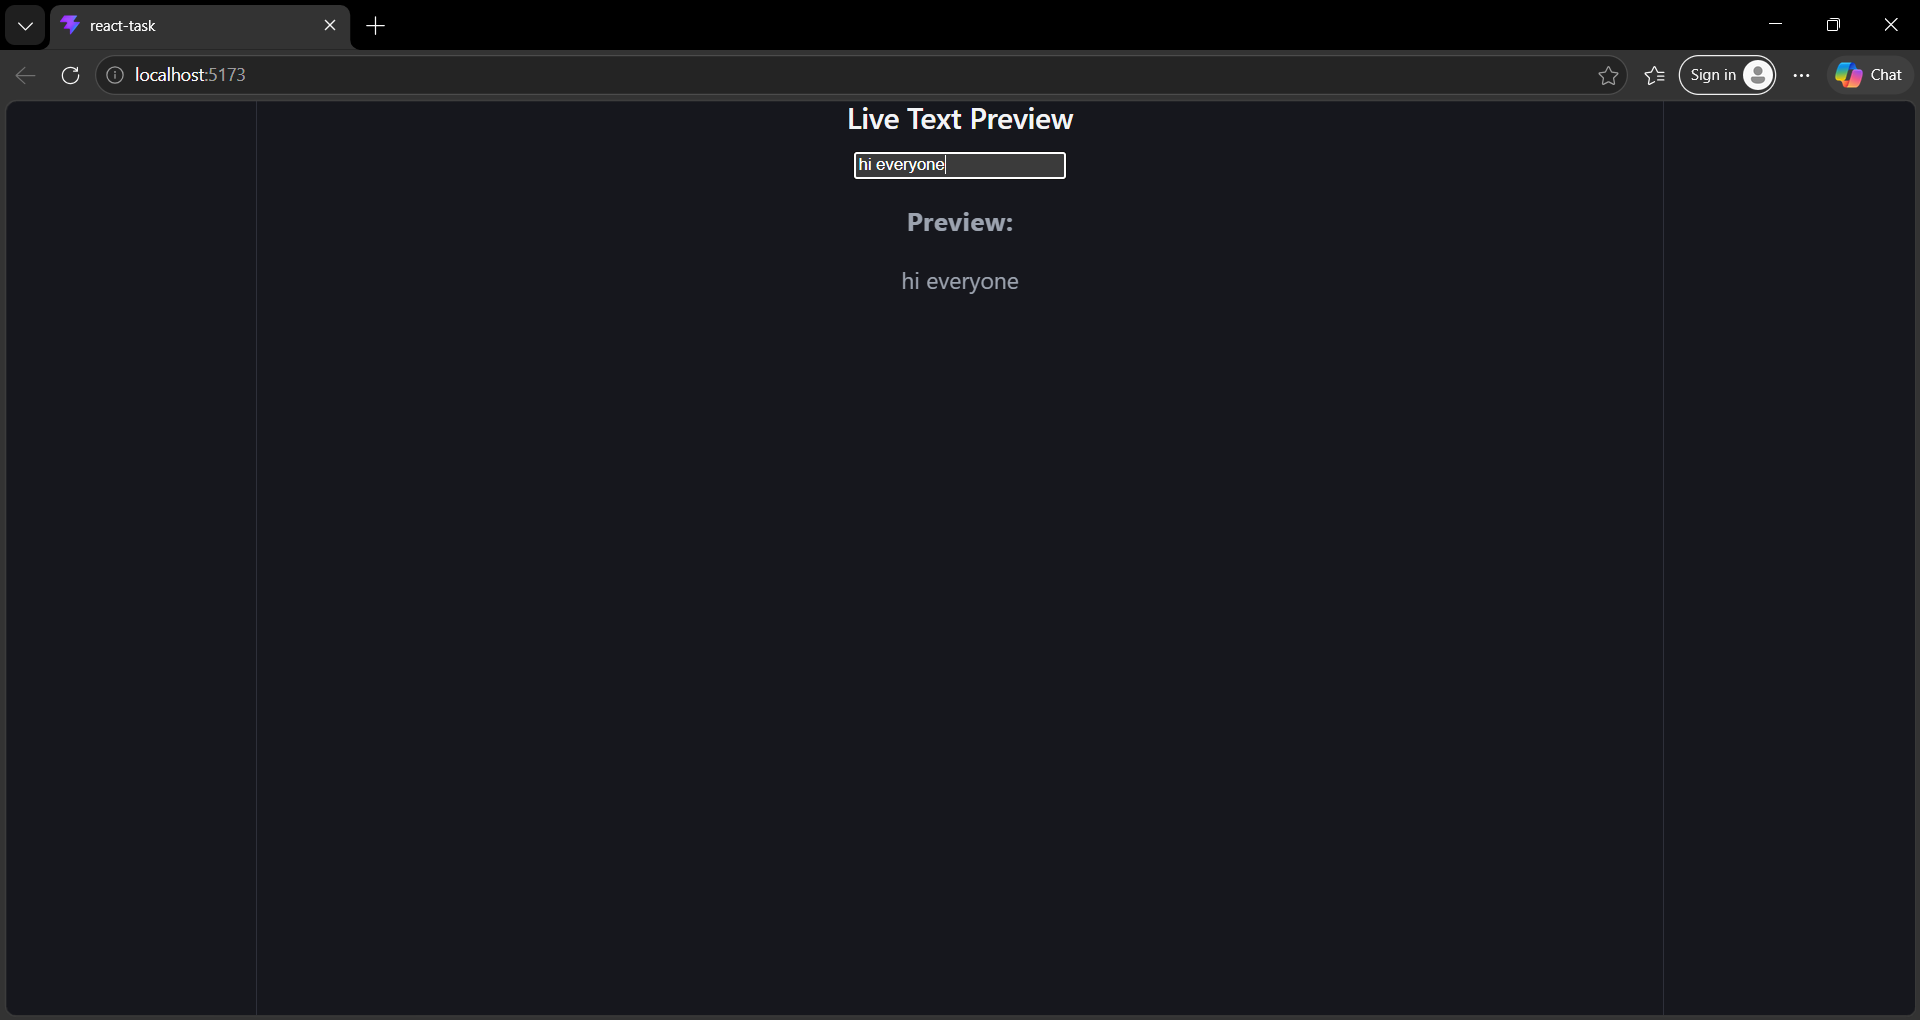 react-task
localhost:5173
Sign in
Chat
Live Text Preview
hi everyone
Preview:
hi everyone